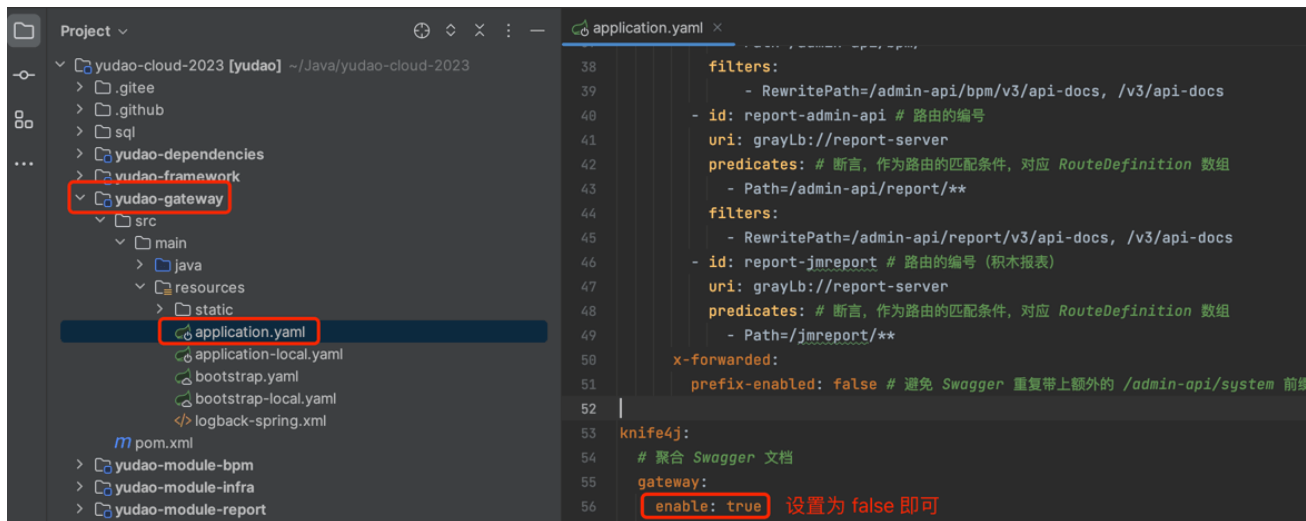 Project
yudao-cloud-2023 [yudao] ~/Java/yudao-cloud-2023
.gitee
.github
sql
yudao-dependencies
yudao-framework
yudao-gateway
src
main
java
resources
static
application.yaml
application-local.yaml
bootstrap.yaml
bootstrap-local.yaml
logback-spring.xml
pom.xml
yudao-module-bpm
yudao-module-infra
yudao-module-report
application.yaml
38 filters:
39 - RewritePath=/admin-api/bpm/v3/api-docs, /v3/api-docs
40 - id: report-admin-api # 路由的编号
41 uri: grayLb://report-server
42 predicates: # 断言，作为路由的匹配条件，对应 RouteDefinition 数组
43 - Path=/admin-api/report/**
44 filters:
45 - RewritePath=/admin-api/report/v3/api-docs, /v3/api-docs
46 - id: report-jmreport # 路由的编号（积木报表）
47 uri: grayLb://report-server
48 predicates: # 断言，作为路由的匹配条件，对应 RouteDefinition 数组
49 - Path=/jmreport/**
50 x-forwarded:
51 prefix-enabled: false # 避免 Swagger 重复带上额外的 /admin-api/system 前缀
52
53 knife4j:
54 # 聚合 Swagger 文档
55 gateway:
56 enable: true 设置为 false 即可